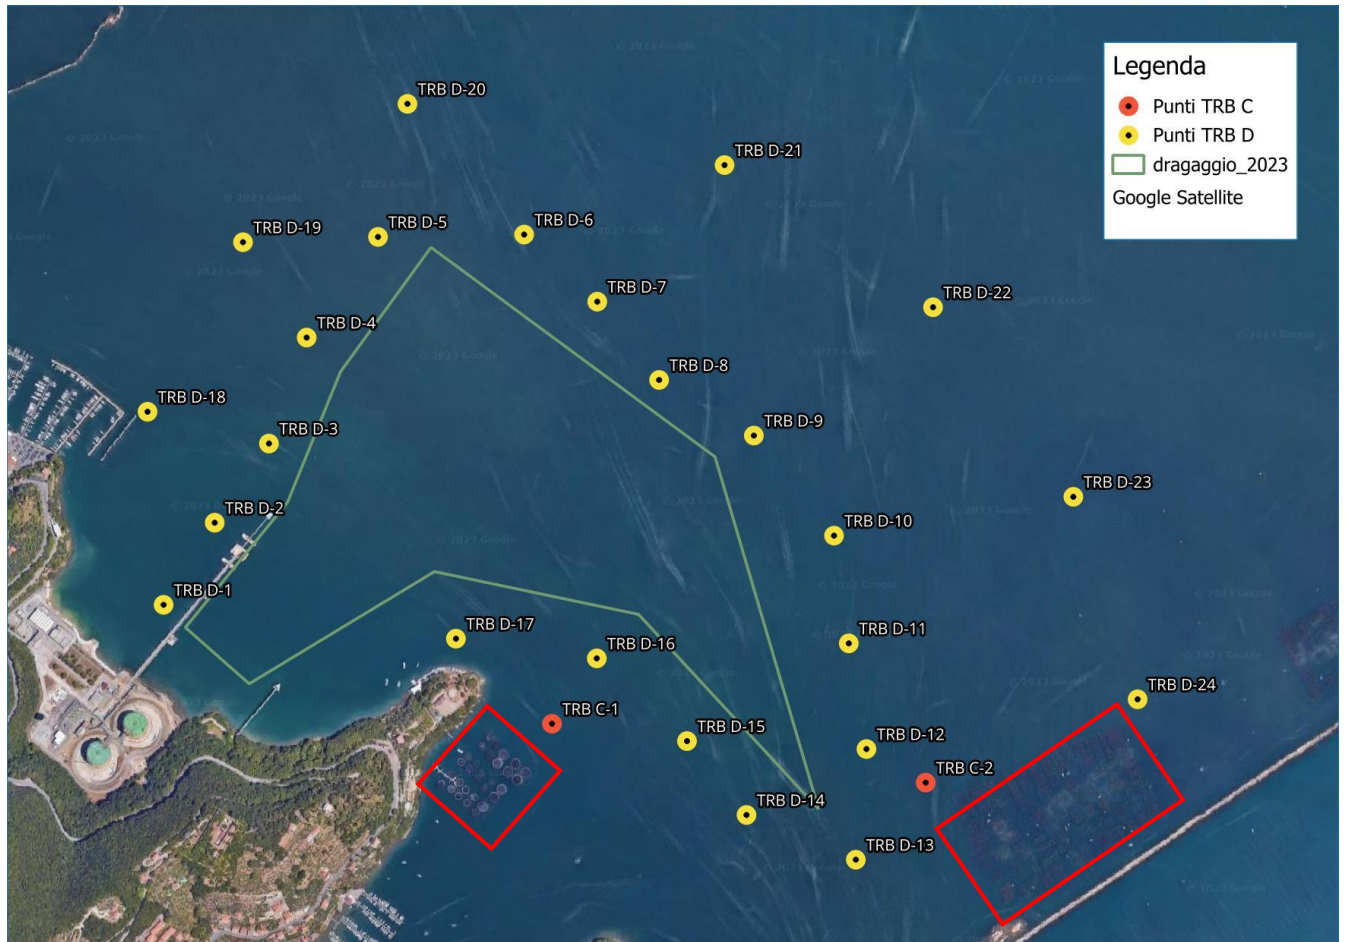 © 2023 Google
TRB D-20
Legenda
Punti TRB C
Punti TRB D
dragaggio_2023
Google Satellite
TRB D-21
TRB D-19
TRB D-5
TRB D-6
TRB D-7
TRB D-22
TRB D-4
TRB D-8
TRB D-18
TRB D-3
TRB D-9
TRB D-23
TRB D-2
TRB D-10
TRB D-1
TRB D-17
TRB D-16
TRB D-11
TRB D-24
TRB C-1
TRB D-15
TRB D-12
TRB C-2
TRB D-14
TRB D-13